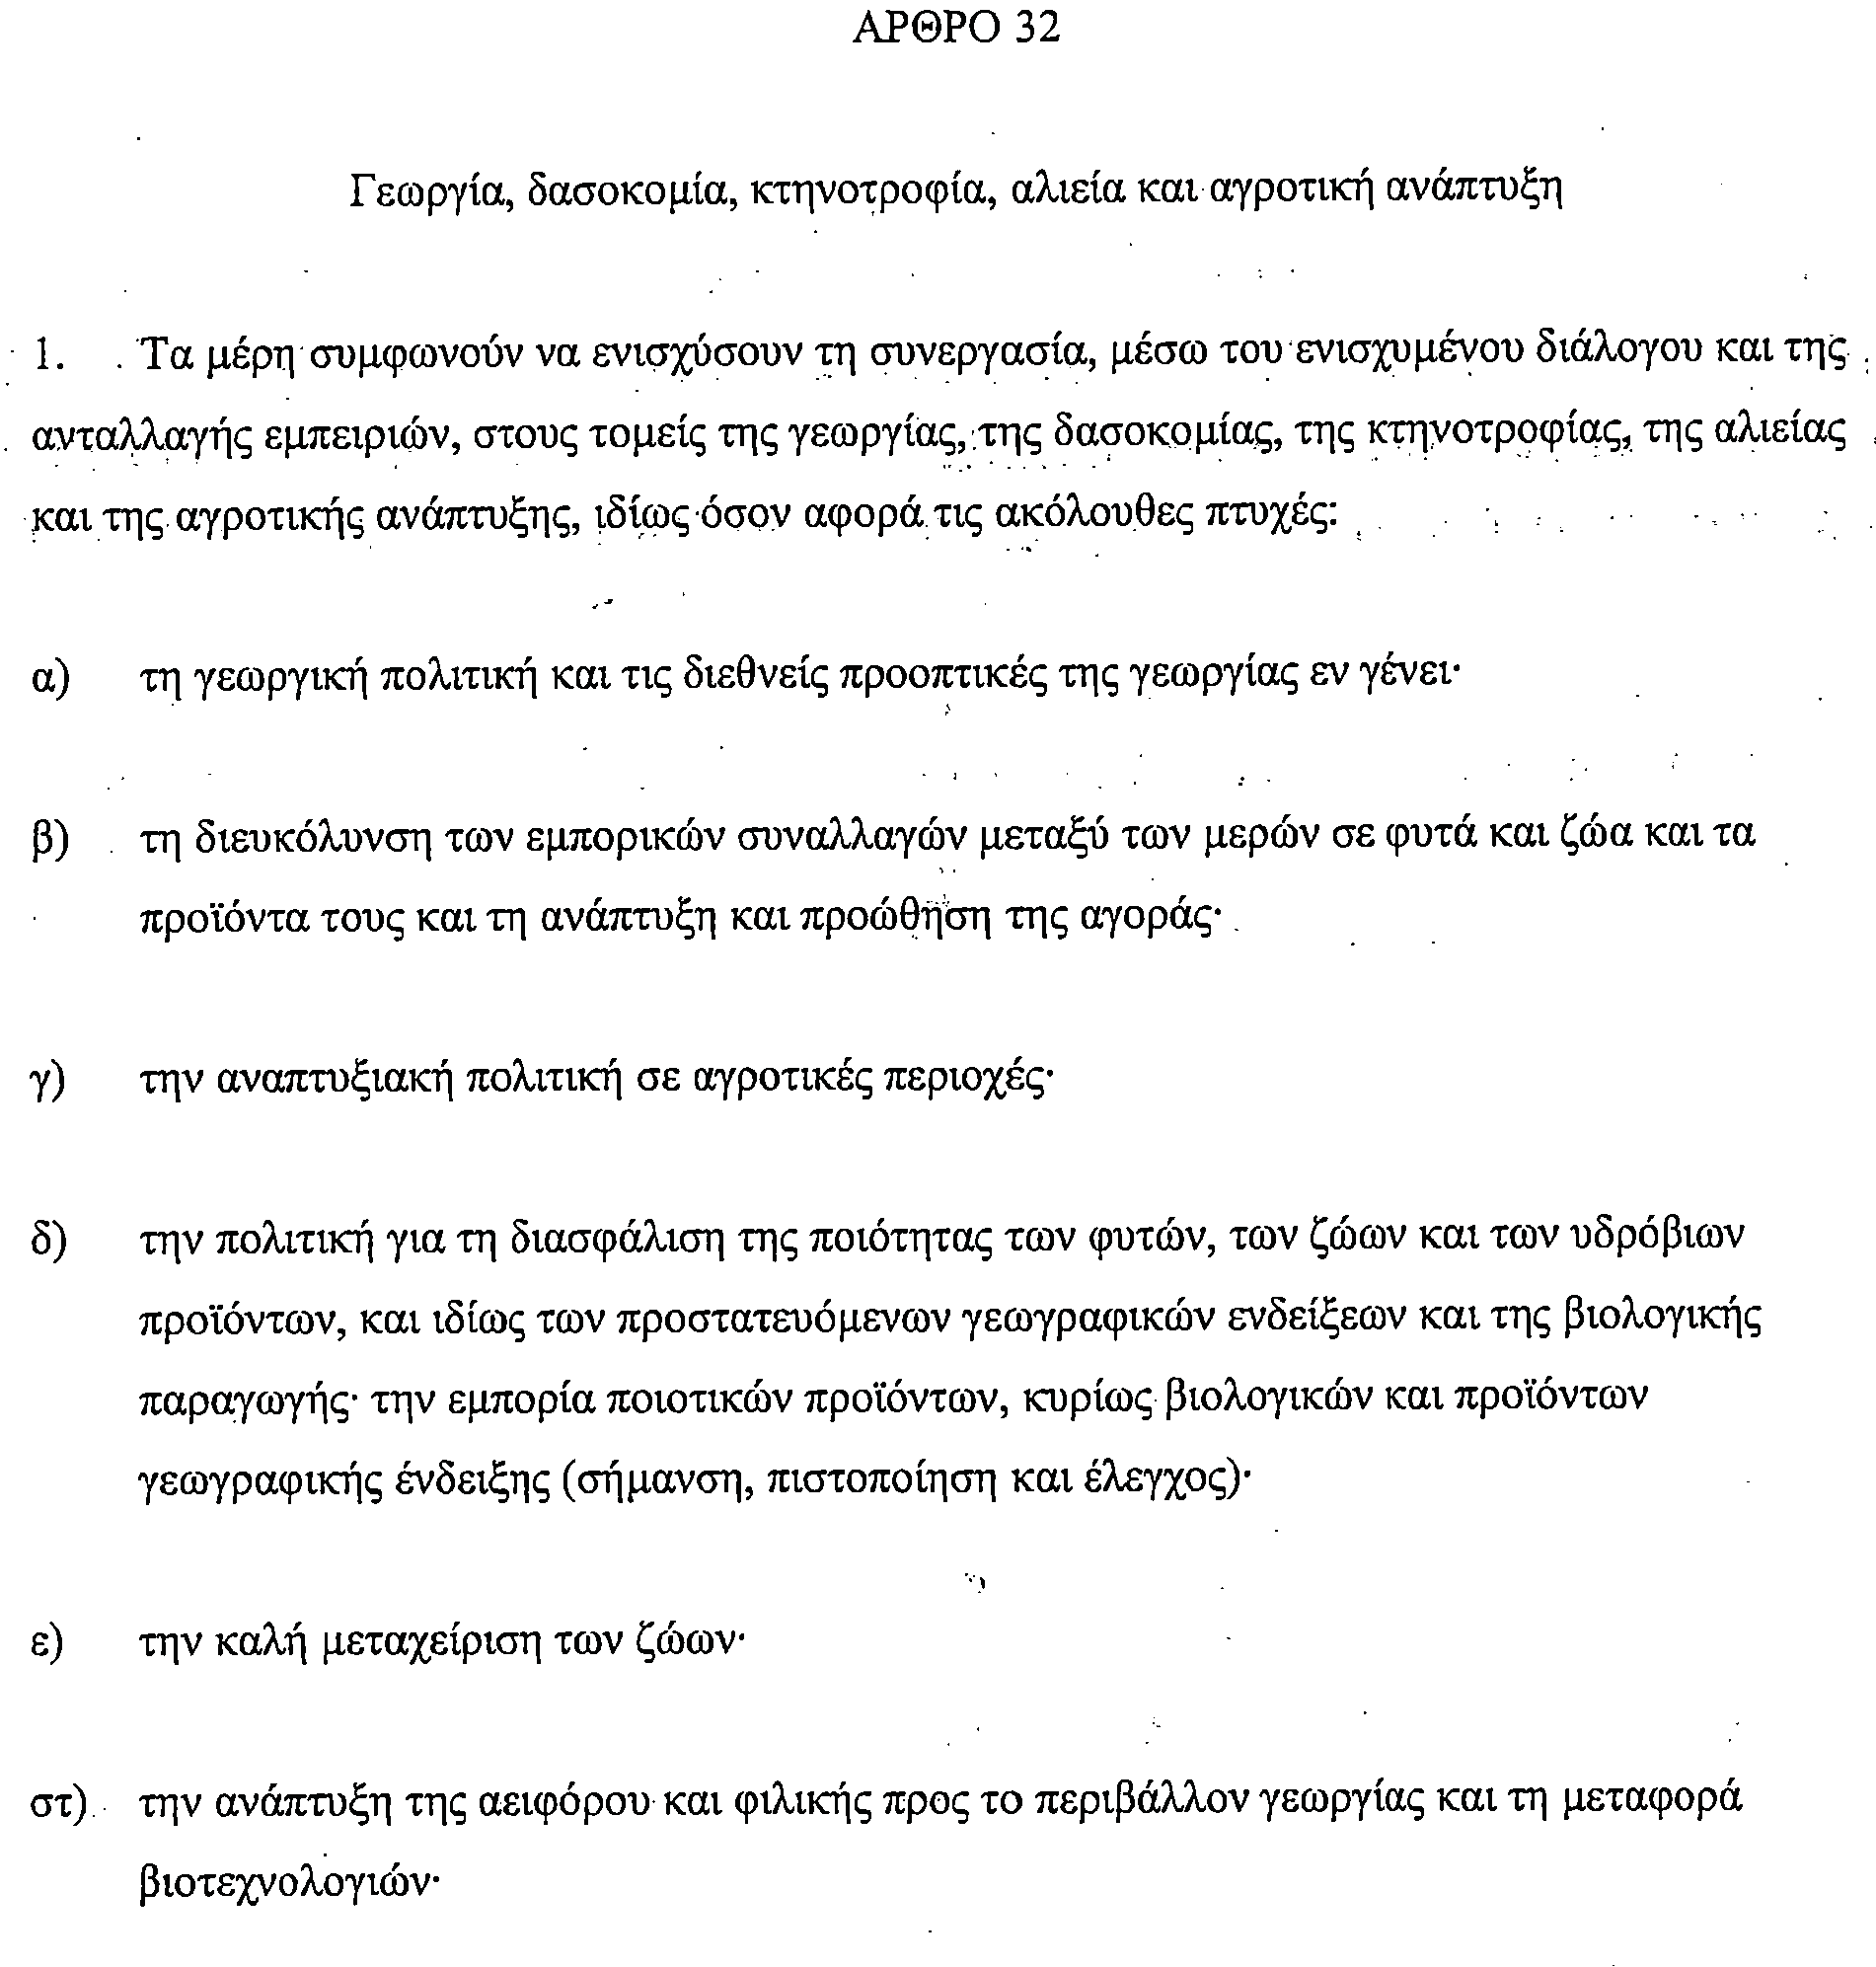 ΑΡΘΡΟ 32
Γεωργία, δασοκομία, κτηνοτροφία, αλιεία και αγροτική ανάπτυξη
1. Τα μέρη συμφωνούν να ενισχύσουν τη συνεργασία, μέσω του ενισχυμένου διάλογου και της
ανταλλαγής εμπειριών, στους τομείς της γεωργίας, της δασοκομίας, της κτηνοτροφίας, της αλιείας
και της αγροτικής ανάπτυξης, ιδίως όσον αφορά τις ακόλουθες πτυχές:
α) τη γεωργική πολιτική και τις διεθνείς προοπτικές της γεωργίας εν γένει·
β) τη διευκόλυνση των εμπορικών συναλλαγών μεταξύ των μερών σε φυτά και ζώα και τα
προϊόντα τους και τη ανάπτυξη και προώθηση της αγοράς·
γ) την αναπτυξιακή πολιτική σε αγροτικές περιοχές·
δ) την πολιτική για τη διασφάλιση της ποιότητας των φυτών, των ζώων και των υδρόβιων
προϊόντων, και ιδίως των προστατευόμενων γεωγραφικών ενδείξεων και της βιολογικής
παραγωγής· την εμπορία ποιοτικών προϊόντων, κυρίως βιολογικών και προϊόντων
γεωγραφικής ένδειξης (σήμανση, πιστοποίηση και έλεγχος)·
ε) την καλή μεταχείριση των ζώων·
στ) την ανάπτυξη της αειφόρου και φιλικής προς το περιβάλλον γεωργίας και τη μεταφορά
βιοτεχνολογιών·